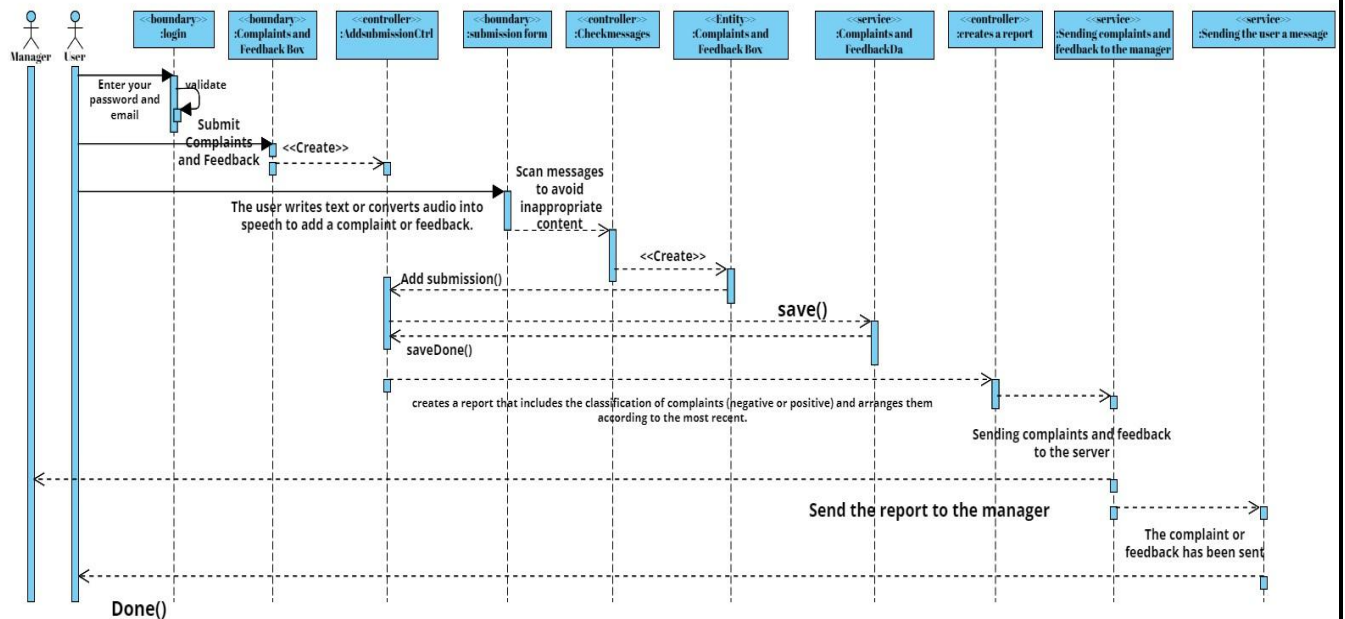 <<boundary>>
:login
<<boundary>>
:Complaints and
Feedback Box
<<controller>>
:AddsubmissionCtrl
<<boundary>>
:submission form
<<controller>>
:Checkmessages
<<Entity>>
:Complaints and
Feedback Box
<<service>>
:Complaints and
FeedbackDa
<<controller>>
:creates a report
<<service>>
:Sending complaints and
feedback to the manager
<<service>>
:Sending the user a message
Manager
User
Enter your
password and
email
validate
Submit
Complaints
and Feedback
<<Create>>
The user writes text or converts audio into
speech to add a complaint or feedback.
Scan messages
to avoid
inappropriate
content
<<Create>>
Add submission()
save()
saveDone()
creates a report that includes the classification of complaints (negative or positive) and arranges them
according to the most recent.
Sending complaints and feedback
to the server
Send the report to the manager
The complaint or
feedback has been sent
Done()